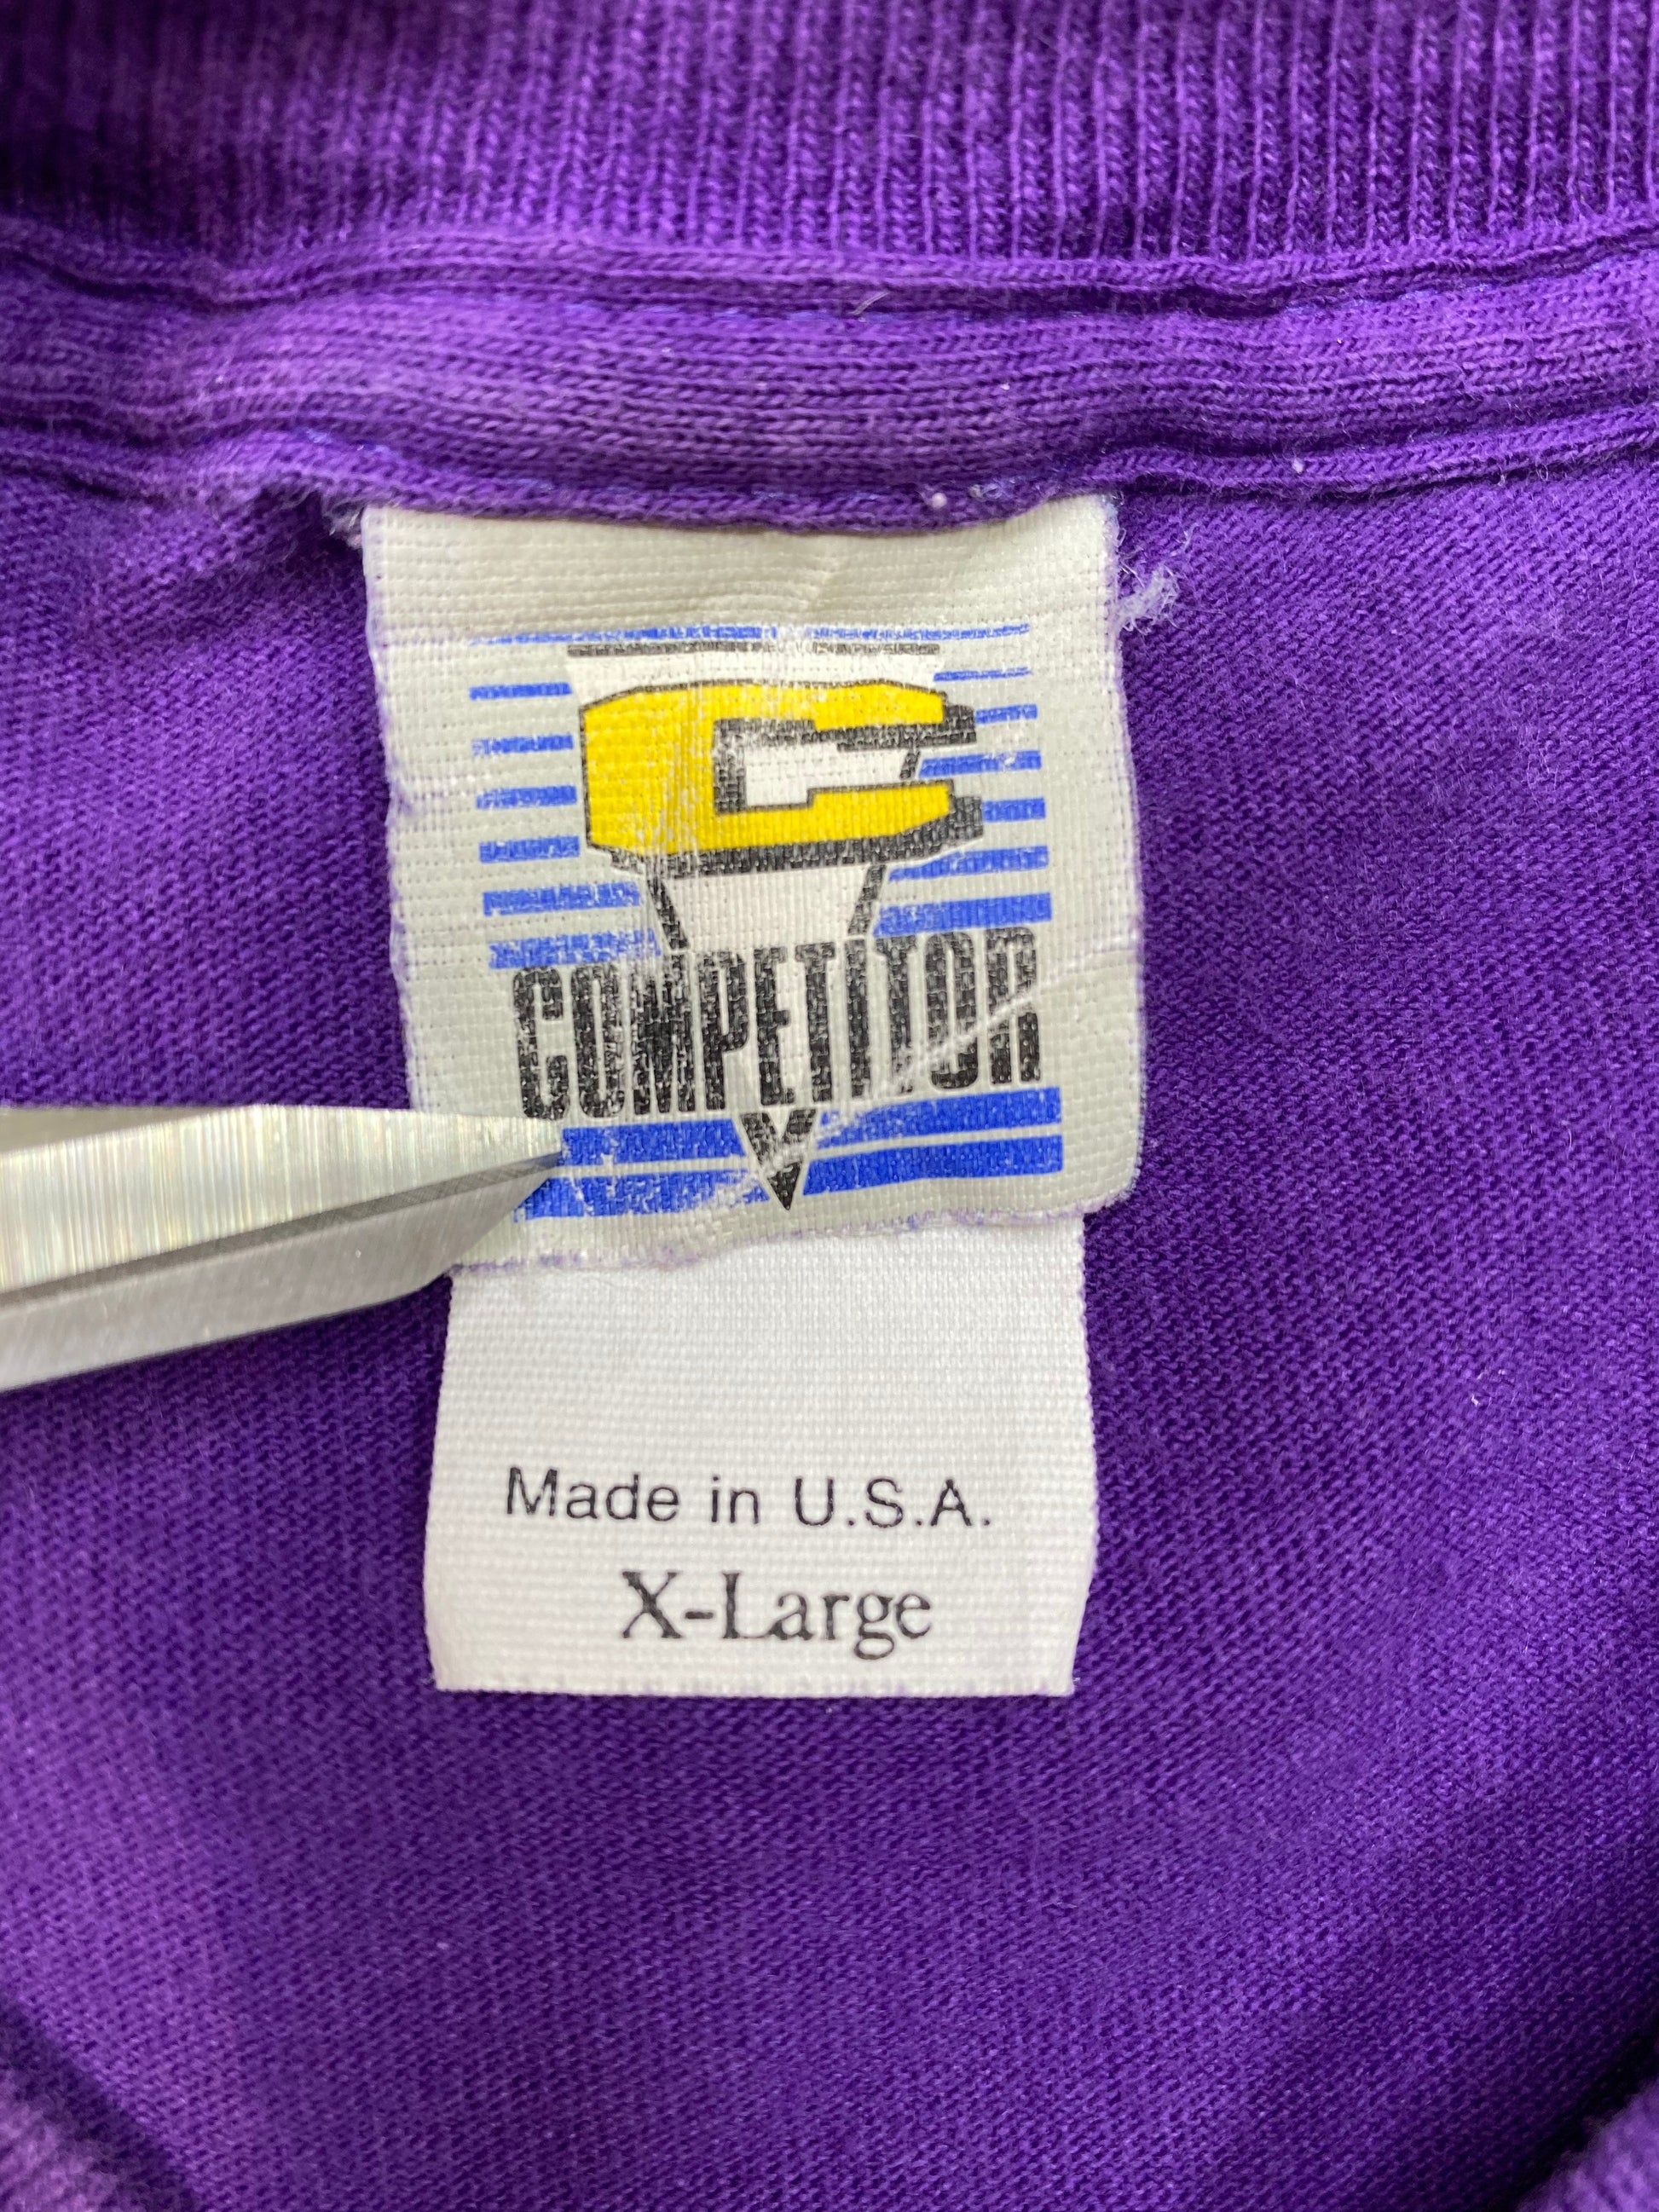 C
COMPETITOR
Made in U.S.A.
X-Large